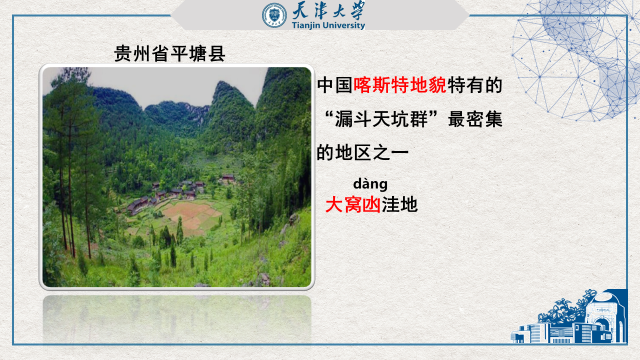 天津大学
Tianjin University
贵州省平塘县
中国喀斯特地貌特有的
“漏斗天坑群”最密集
的地区之一
dàng
大窝凼洼地